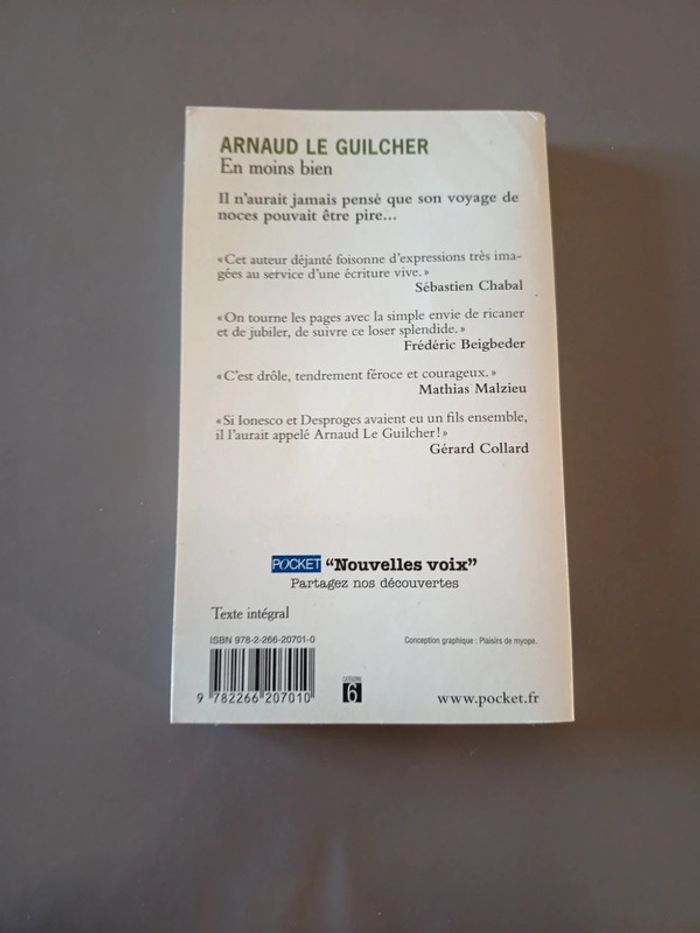 ARNAUD LE GUILCHER
En moins bien
Il n'aurait jamais pensé que son voyage de
noces pouvait être pire...
« Cet auteur déjanté foisonne d'expressions très ima-
gées au service d'une écriture vive. »
Sébastien Chabal
« On tourne les pages avec la simple envie de ricaner
et de jubiler, de suivre ce loser splendide. »
Frédéric Beigbeder
« C'est drôle, tendrement féroce et courageux. »
Mathias Malzieu
« Si Ionesco et Desproges avaient eu un fils ensemble,
il l'aurait appelé Arnaud Le Guilcher ! »
Gérard Collard
POCKET "Nouvelles voix"
Partagez nos découvertes
Texte intégral
ISBN 978-2-266-20701-0
Conception graphique : Plaisirs de myope.
9 782266 207010
CATÉGORIE
6
www.pocket.fr